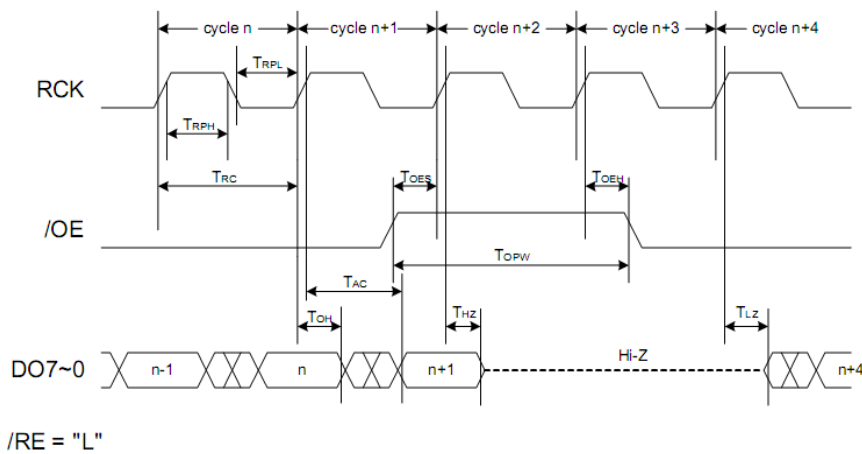 cycle n cycle n+1 cycle n+2 cycle n+3 cycle n+4
TRPL
RCK
TRPH
TRC TOES TOEH
/OE
TOPW
TAC
TOH THZ TLZ
DO7~0 n-1 n n+1 Hi-Z n+4
/RE = "L"